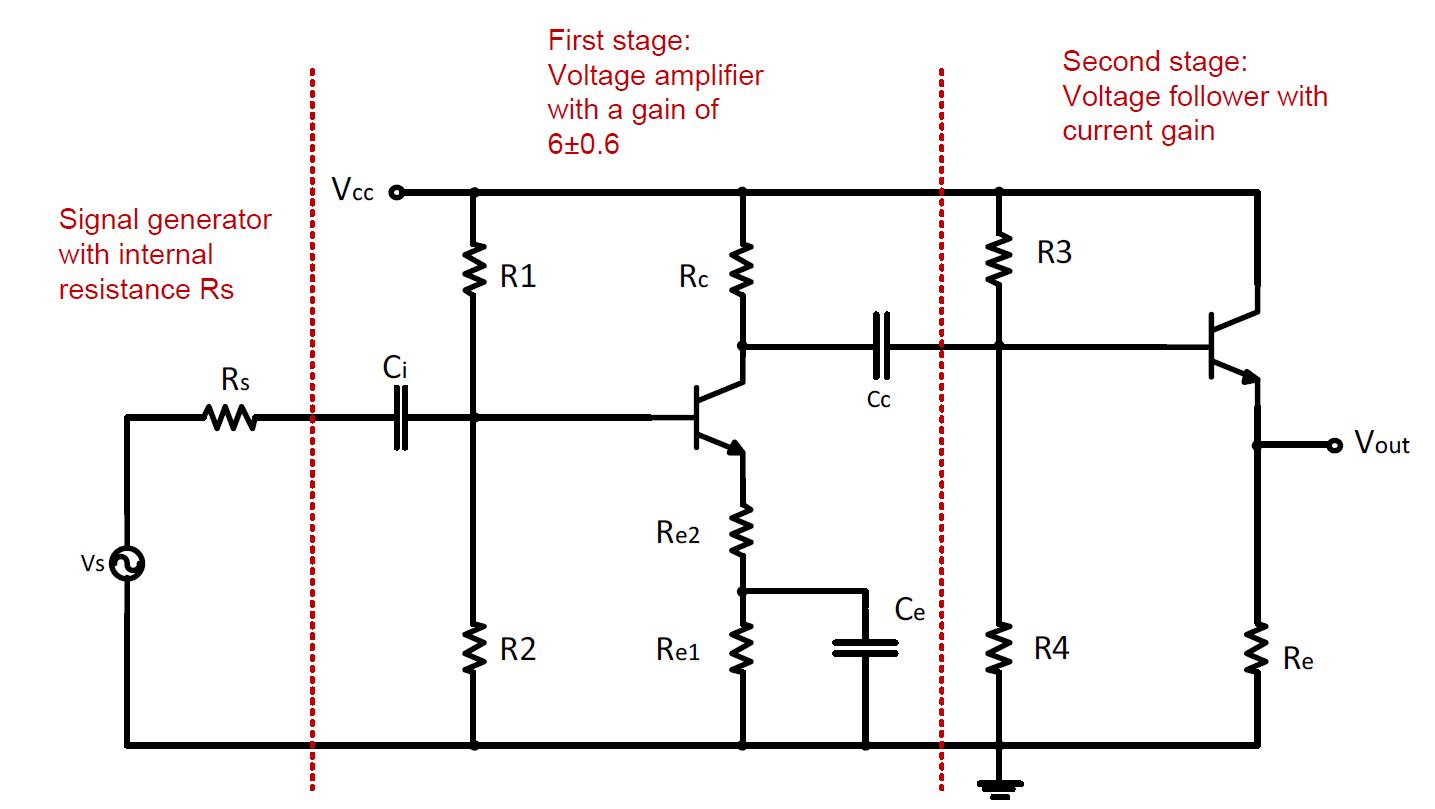 First stage:
Voltage amplifier
with a gain of
6±0.6
Second stage:
Voltage follower with
current gain
Vcc
Signal generator
with internal
resistance Rs
R1
Rc
R3
Ci
Rs
Cc
Vout
Re2
Vs
Ce
R2
Re1
R4
Re